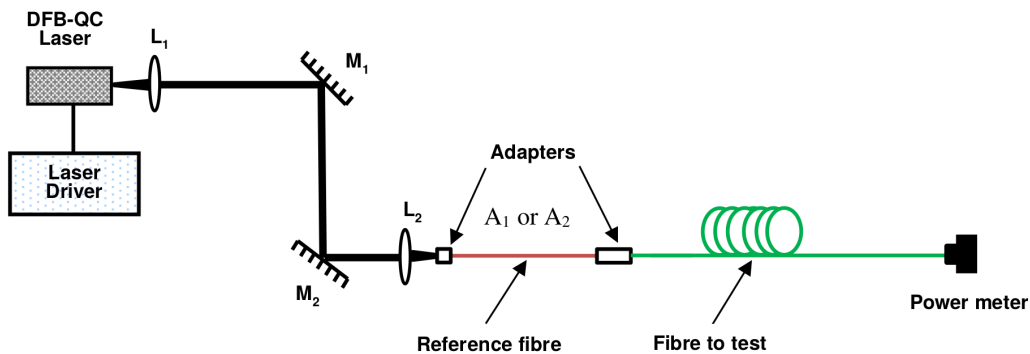 DFB-QC
Laser
L1
M1
Laser
Driver
Adapters
L2
A1 or A2
M2
Power meter
Reference fibre
Fibre to test